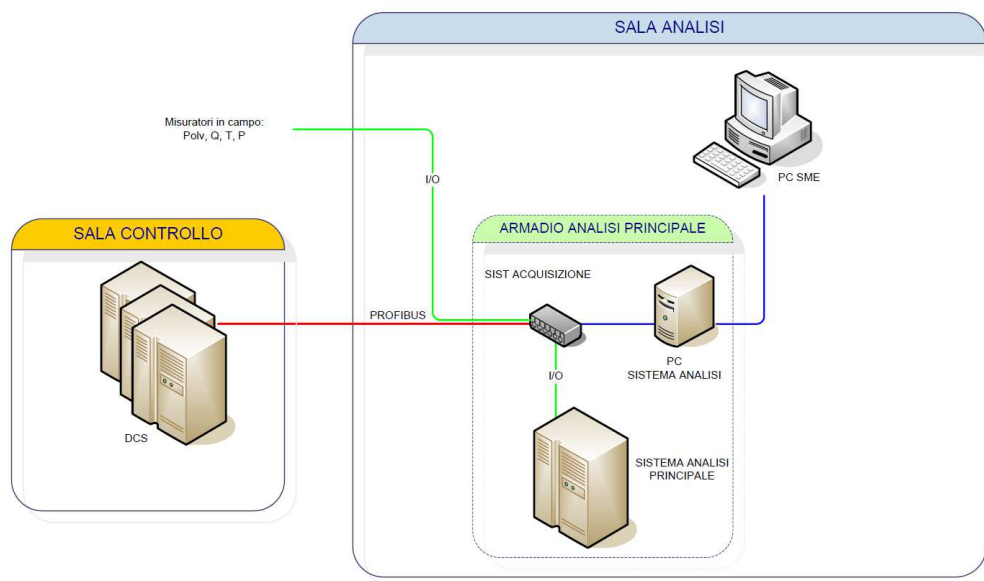 SALA ANALISI
Misuratori in campo:
Polv, Q, T, P
I/O
PC SME
SALA CONTROLLO
ARMADIO ANALISI PRINCIPALE
SIST ACQUISIZIONE
PROFIBUS
PC
SISTEMA ANALISI
I/O
DCS
SISTEMA ANALISI
PRINCIPALE